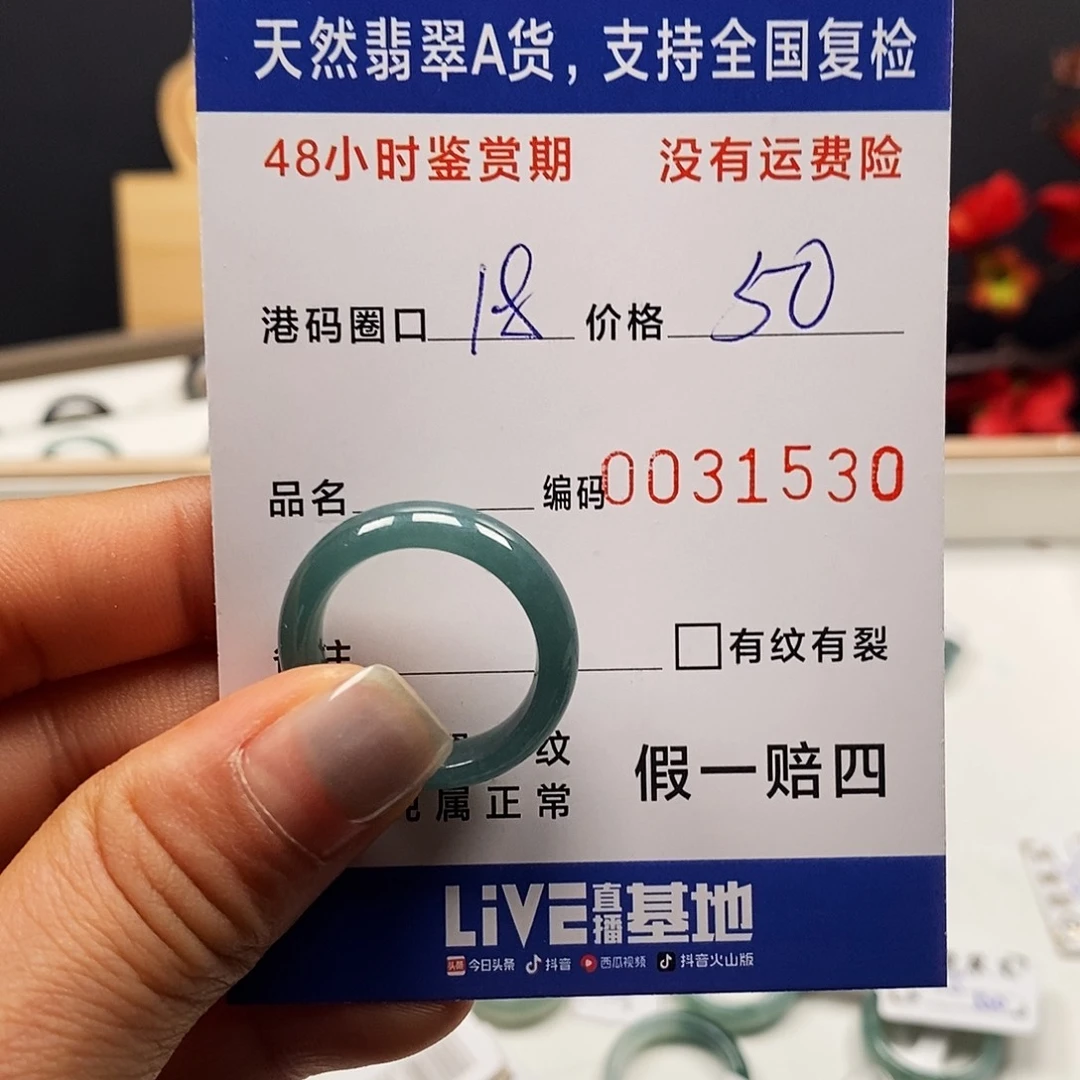 天然翡翠A货，支持全国复检
48小时鉴赏期 没有运费险
港码圈口 18 价格 50
品名 编码 0031530
注 有纹有裂
纹 假一赔四
属正常
LiVE直播基地
头条 今日头条 抖音 西瓜视频 抖音火山版